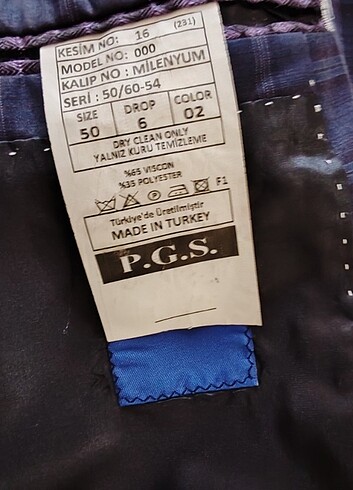 KESİM NO: 16 (231)
MODEL NO: 000
KALIP NO : MİLENYUM
SERİ : 50/60-54
SIZE DROP COLOR
50 6 02
DRY CLEAN ONLY
YALNIZ KURU TEMİZLEME
%65 VISCON
%35 POLYESTER
P F1
Türkiye'de Üretilmiştir
MADE IN TURKEY
P.G.S.